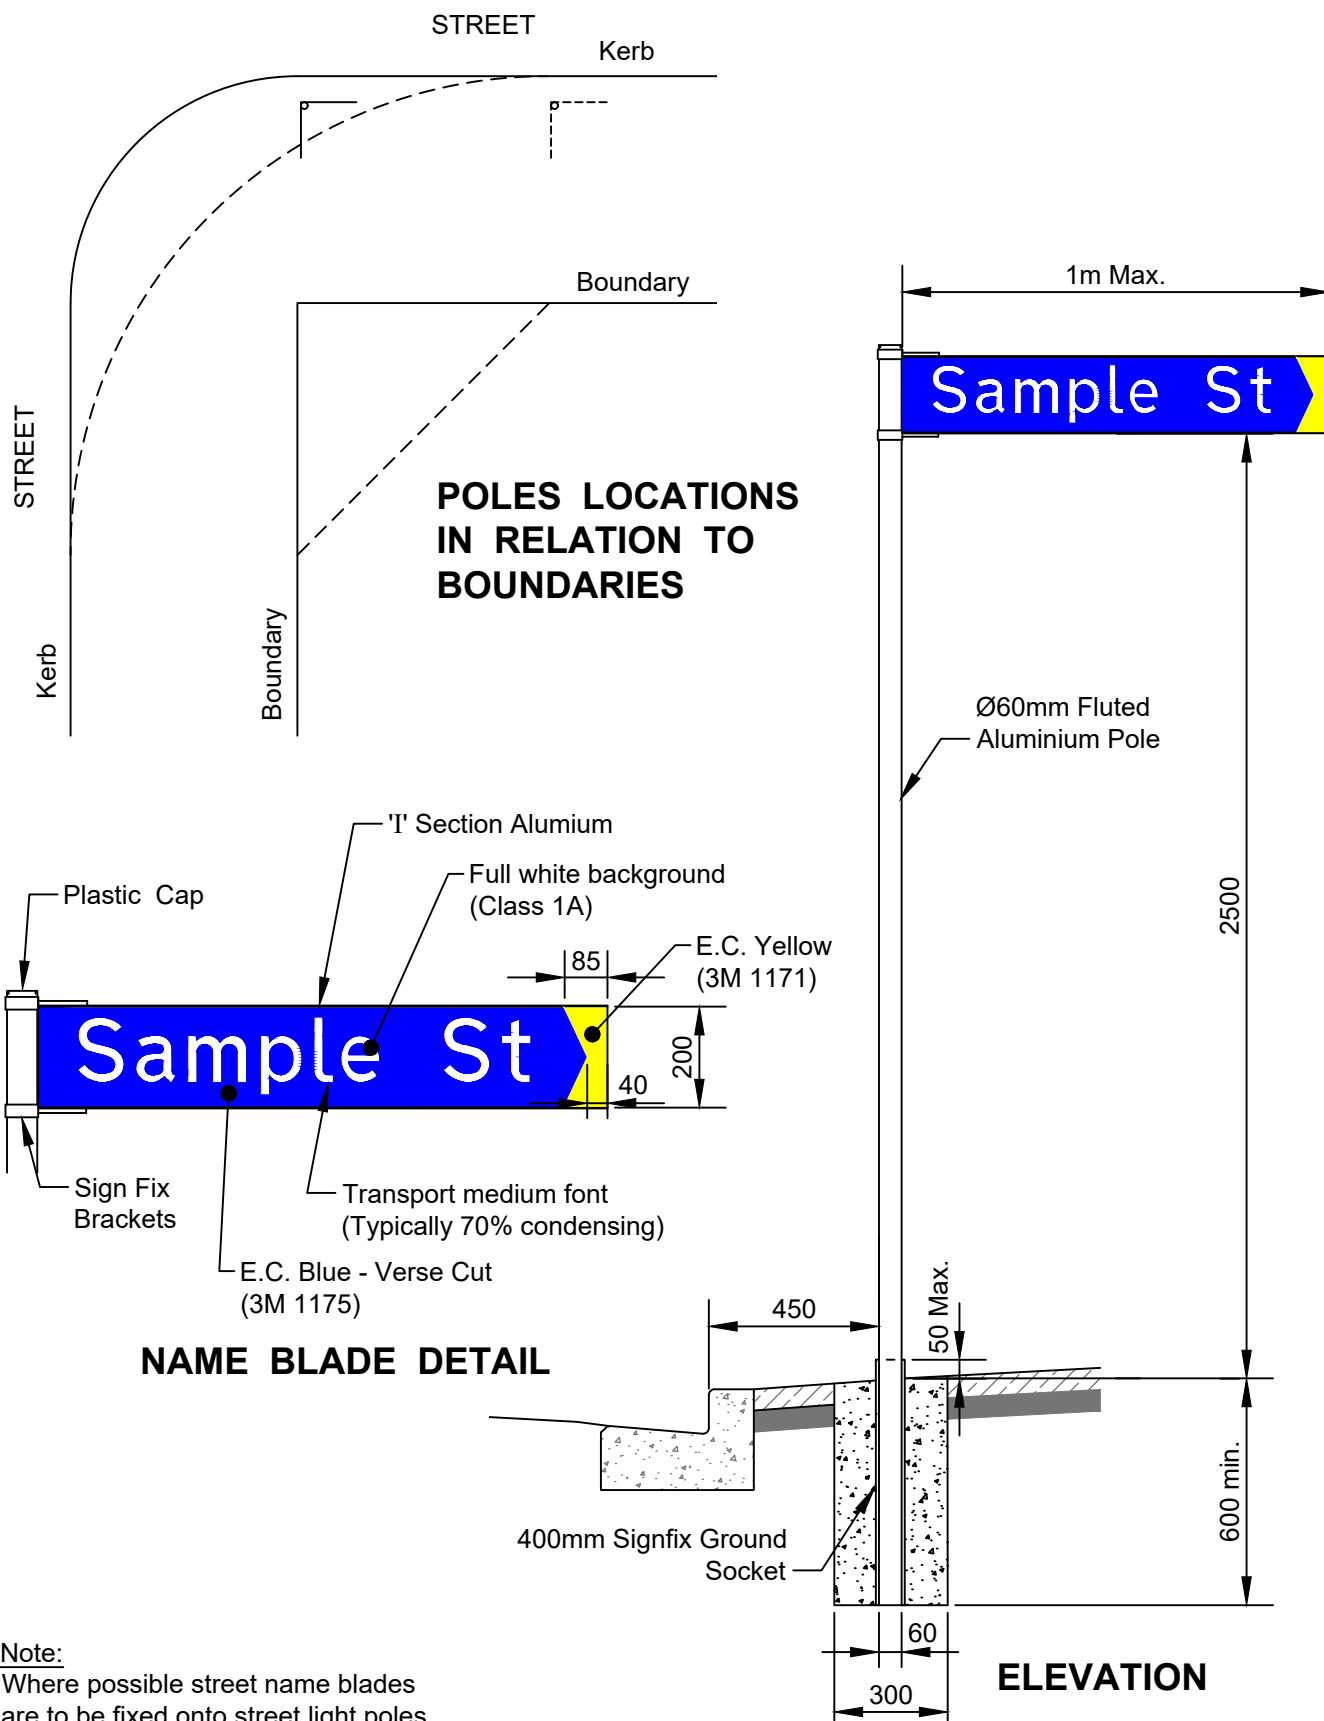 STREET
Kerb
Boundary
STREET
Kerb
Boundary
POLES LOCATIONS
IN RELATION TO
BOUNDARIES
1m Max.
Sample St
Ø60mm Fluted
Aluminium Pole
2500
'I' Section Alumium
Full white background
(Class 1A)
Plastic Cap
E.C. Yellow
(3M 1171)
85
Sample St
200
40
Sign Fix
Brackets
Transport medium font
(Typically 70% condensing)
E.C. Blue - Verse Cut
(3M 1175)
NAME BLADE DETAIL
450
50 Max.
600 min.
400mm Signfix Ground
Socket
60
300
ELEVATION
Note:
Where possible street name blades
are to be fixed onto street light poles